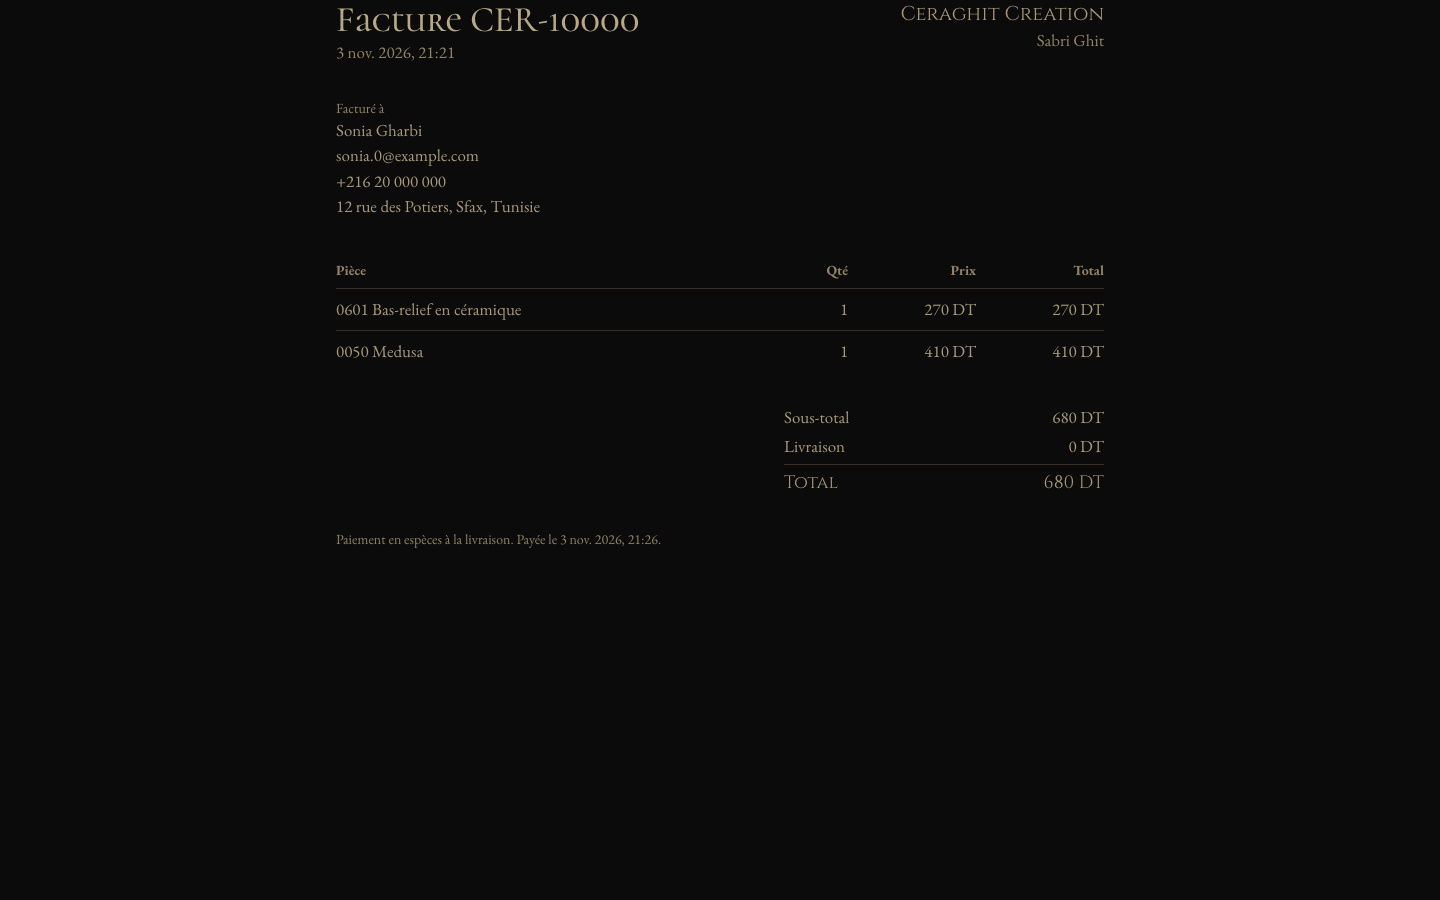 Facture CER-10000
3 nov. 2026, 21:21
Ceraghit Creation
Sabri Ghit
Facturé à
Sonia Gharbi
sonia.0@example.com
+216 20 000 000
12 rue des Potiers, Sfax, Tunisie
Pièce Qté Prix Total
0601 Bas-relief en céramique 1 270 DT 270 DT
0050 Medusa 1 410 DT 410 DT
Sous-total 680 DT
Livraison 0 DT
Total 680 DT
Paiement en espèces à la livraison. Payée le 3 nov. 2026, 21:26.